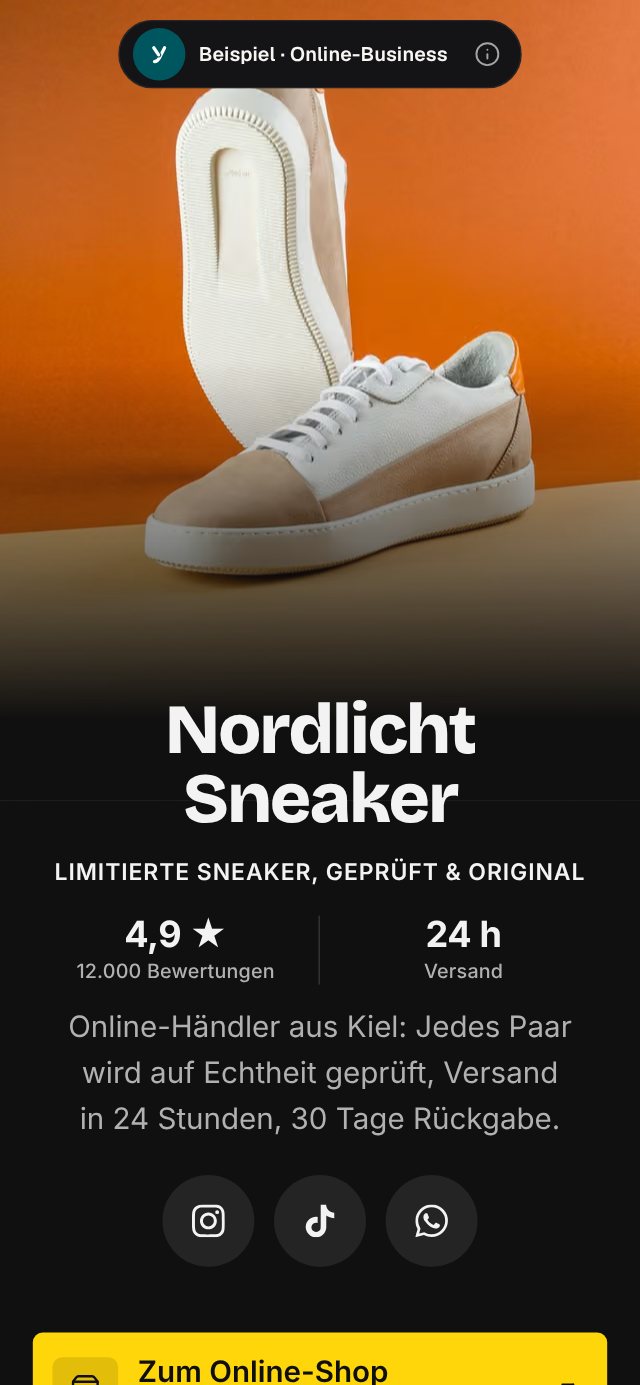 Beispiel · Online-Business
Nordlicht
Sneaker
LIMITIERTE SNEAKER, GEPRÜFT & ORIGINAL
4,9 ★
24 h
12.000 Bewertungen
Versand
Online-Händler aus Kiel: Jedes Paar
wird auf Echtheit geprüft, Versand
in 24 Stunden, 30 Tage Rückgabe.
Zum Online-Shop